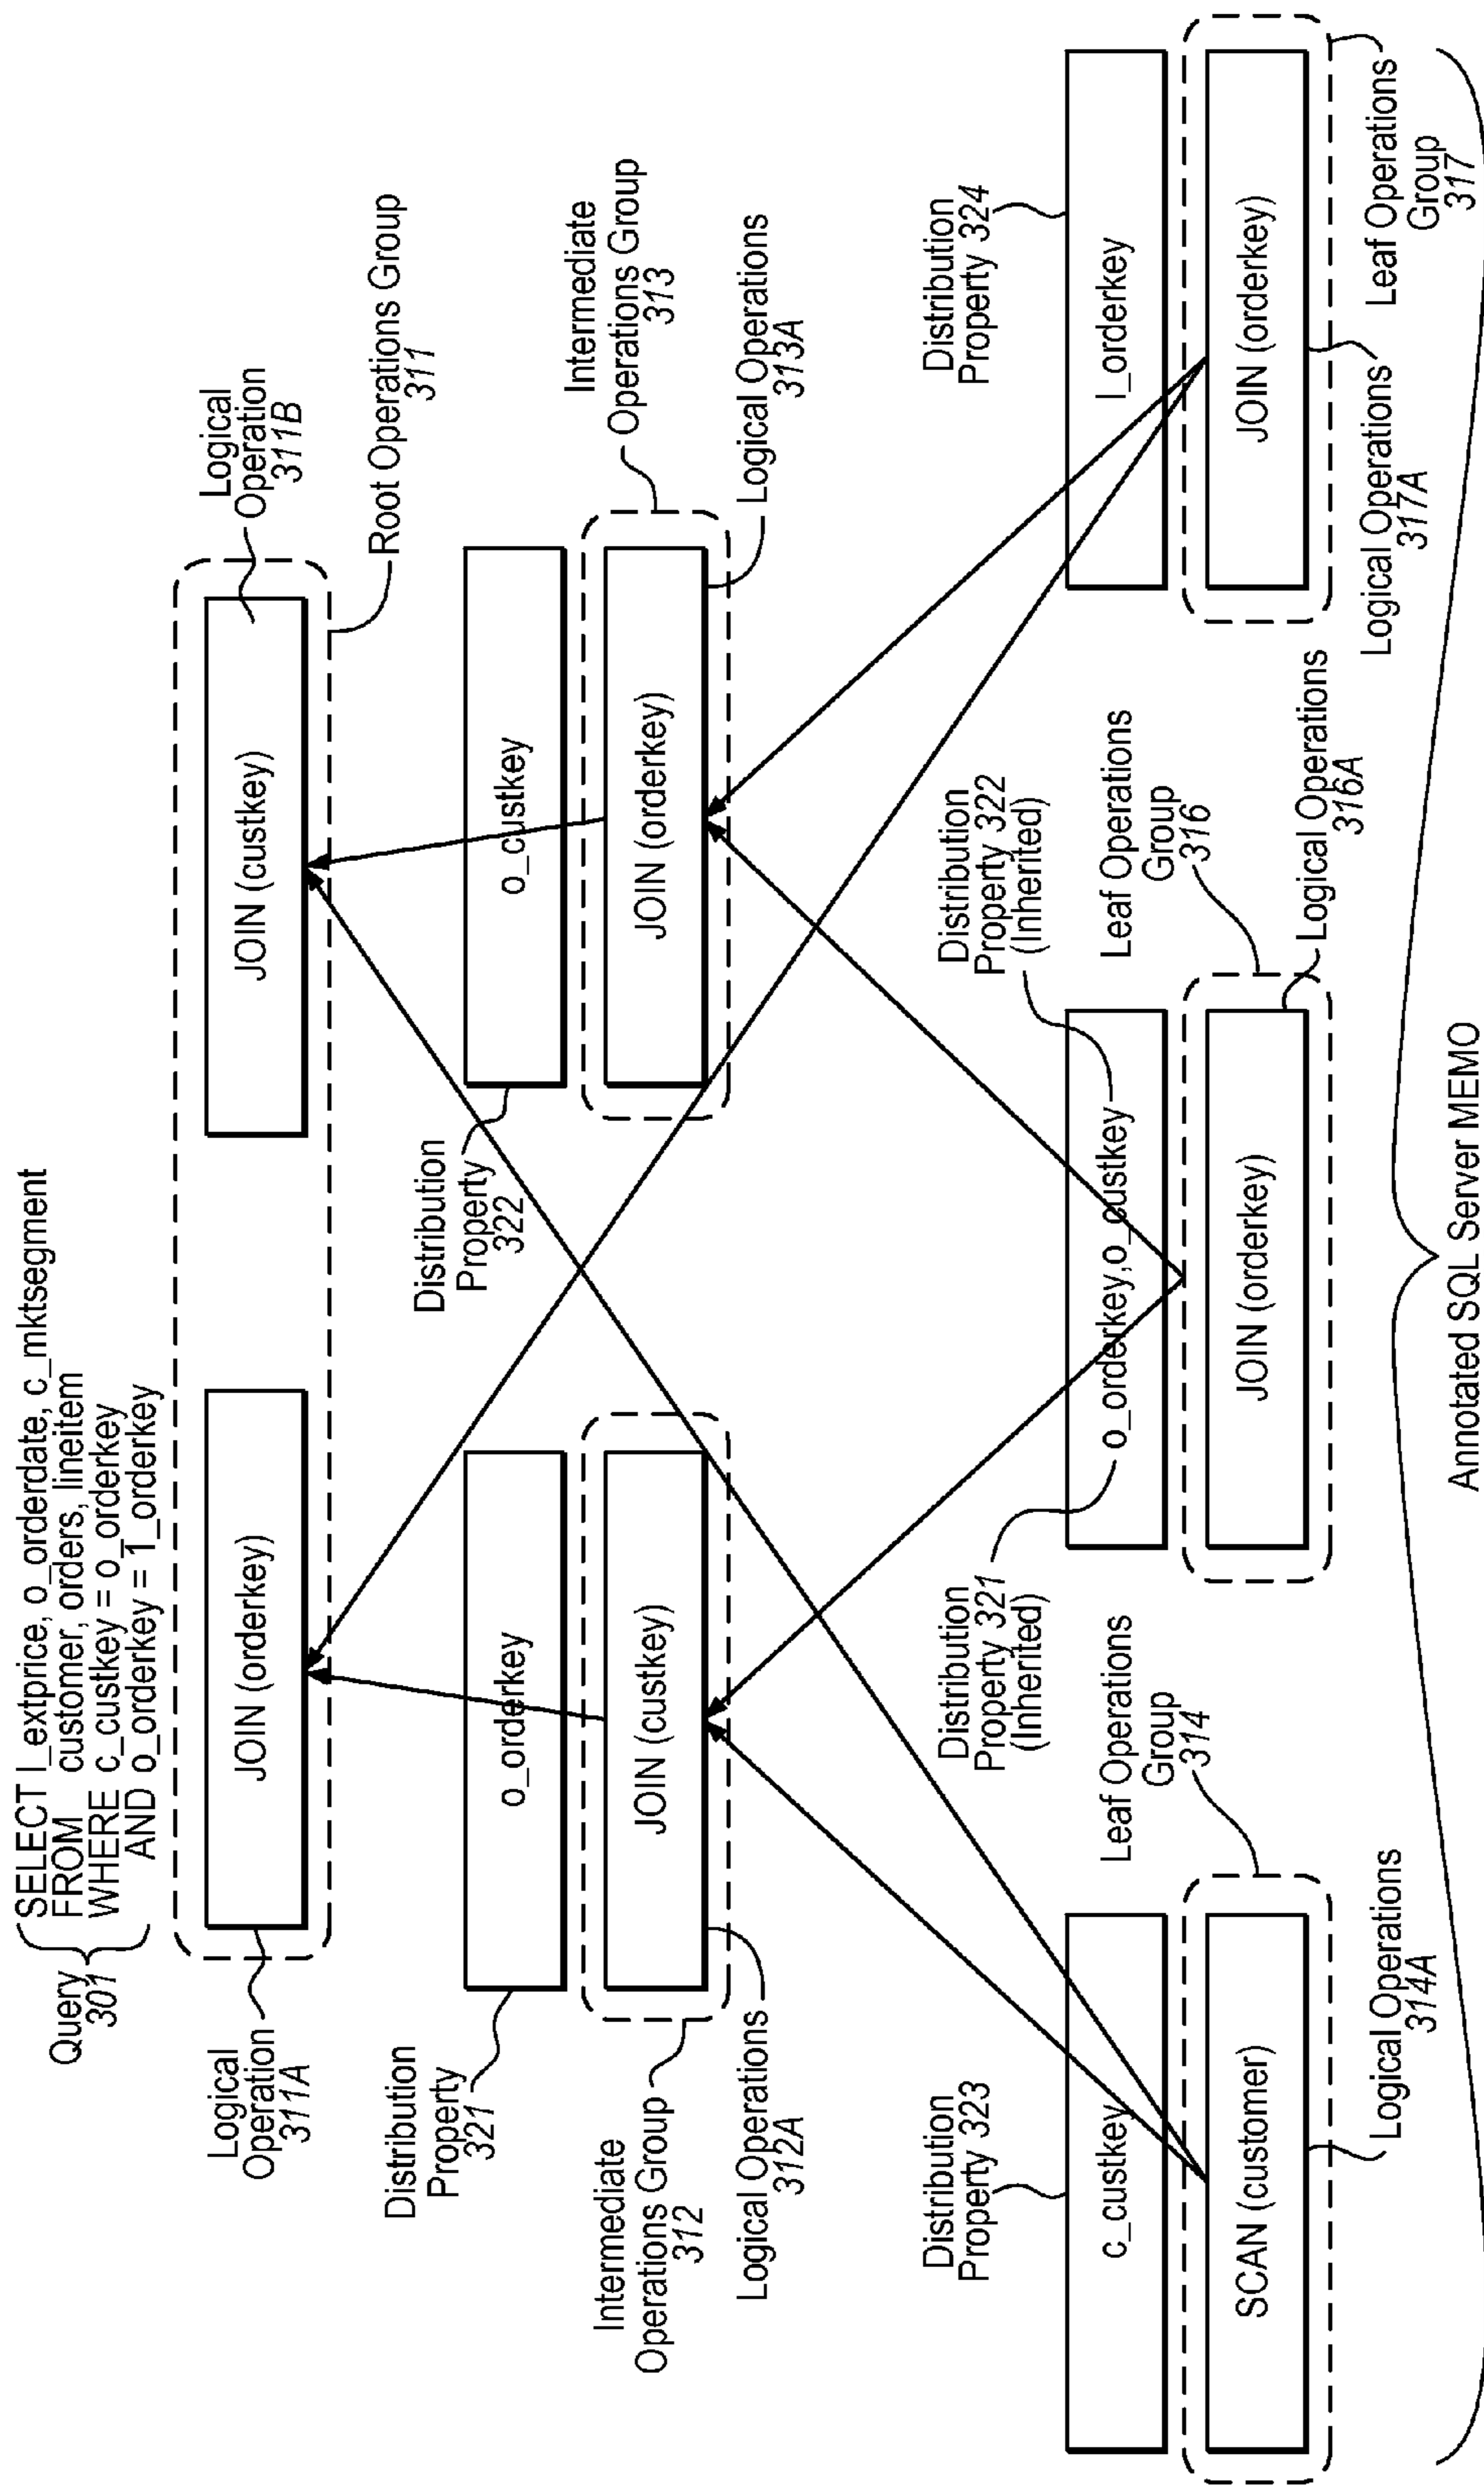 Query
301
SELECT l_extprice, o_orderdate, c_mktsegment
FROM customer, orders, lineitem
WHERE c_custkey = o_orderkey
AND o_orderkey = 1_orderkey
Logical
Operation
311A
JOIN (orderkey)
JOIN (custkey)
Logical
Operation
311B
Root Operations Group
311
Distribution
Property
321
o_orderkey
Distribution
Property
322
o_custkey
Intermediate
Operations Group
312
JOIN (custkey)
Logical Operations
312A
Intermediate
Operations Group
313
JOIN (orderkey)
Logical Operations
313A
Distribution
Property 323
c_custkey
Leaf Operations
Group
314
SCAN (customer)
Logical Operations
314A
Distribution
Property 321
(Inherited)
Distribution
Property 322
(Inherited)
o_orderkey,o_custkey
Leaf Operations
Group
316
JOIN (orderkey)
Logical Operations
316A
Distribution
Property 324
l_orderkey
JOIN (orderkey)
Logical Operations
317A
Leaf Operations
Group
317
Annotated SQL Server MEMO